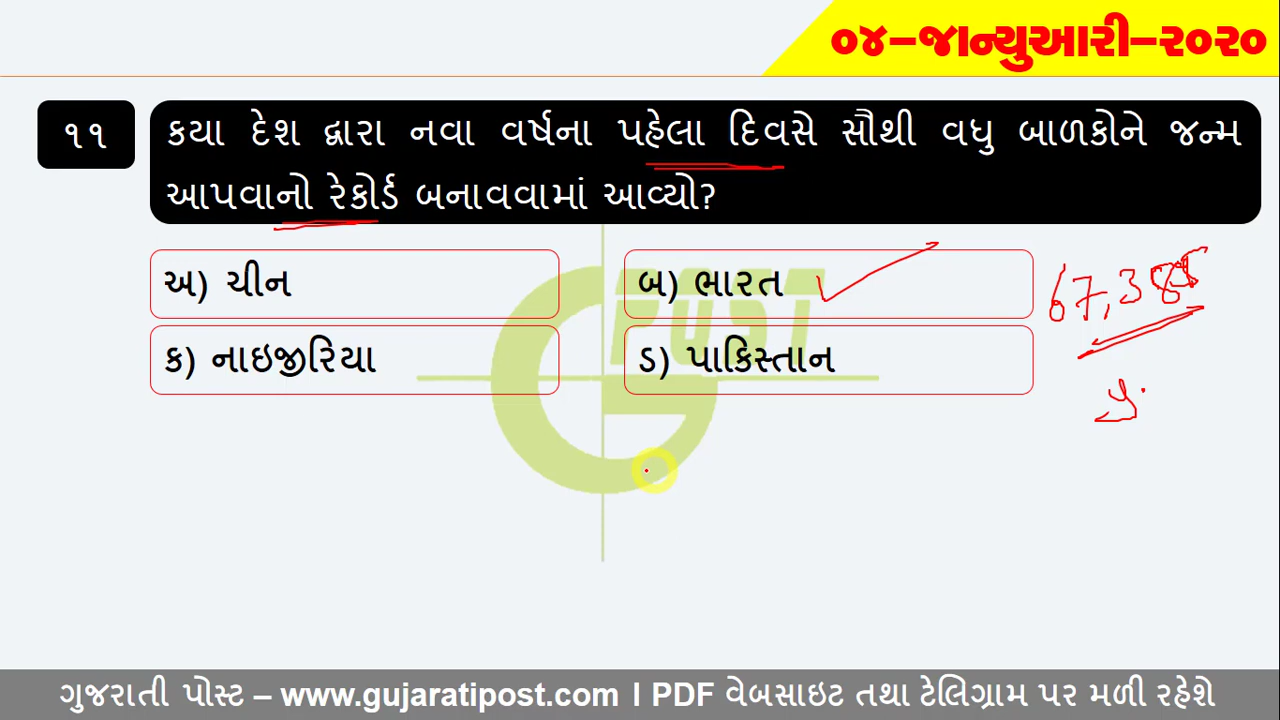 ૦૪–જાન્યુઆરી–૨૦૨૦
૧૧
કયા દેશ દ્વારા નવા વર્ષના પહેલા દિવસે સૌથી વધુ બાળકોને જન્મ
આપવાનો રેકોર્ડ બનાવવામાં આવ્યો?
અ) ચીન
બ) ભારત
ક) નાઇજીરિયા
ડ) પાકિસ્તાન
POST
ગુજરાતી પોસ્ટ – www.gujaratipost.com l PDF વેબસાઇટ તથા ટેલિગ્રામ પર મળી રહેશે